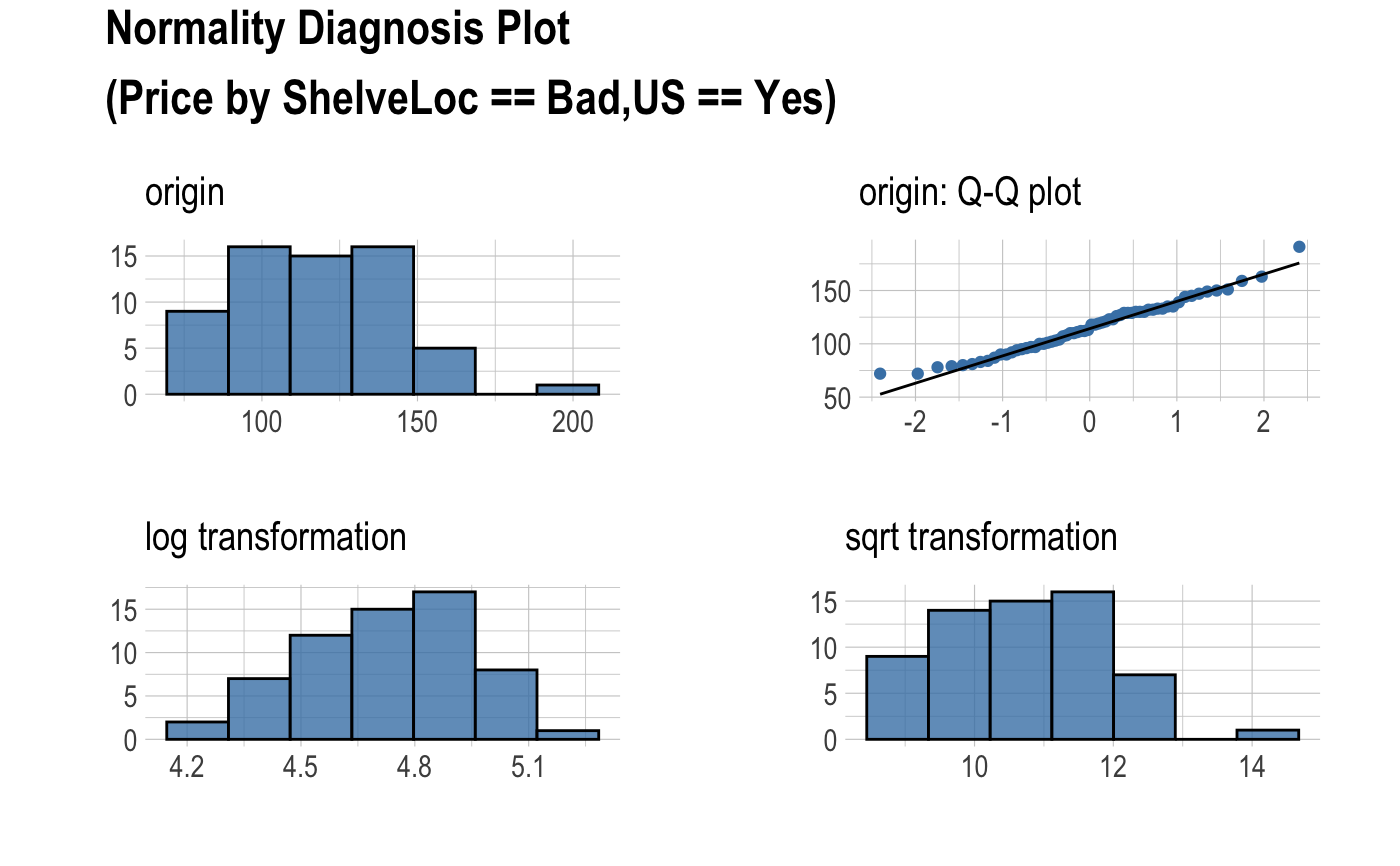 Normality Diagnosis Plot
(Price by ShelveLoc == Bad,US == Yes)
origin
15
10
5
0
100 150 200
origin: Q-Q plot
150
100
50
-2 -1 0 1 2
log transformation
15
10
5
0
4.2 4.5 4.8 5.1
sqrt transformation
15
10
5
0
10 12 14